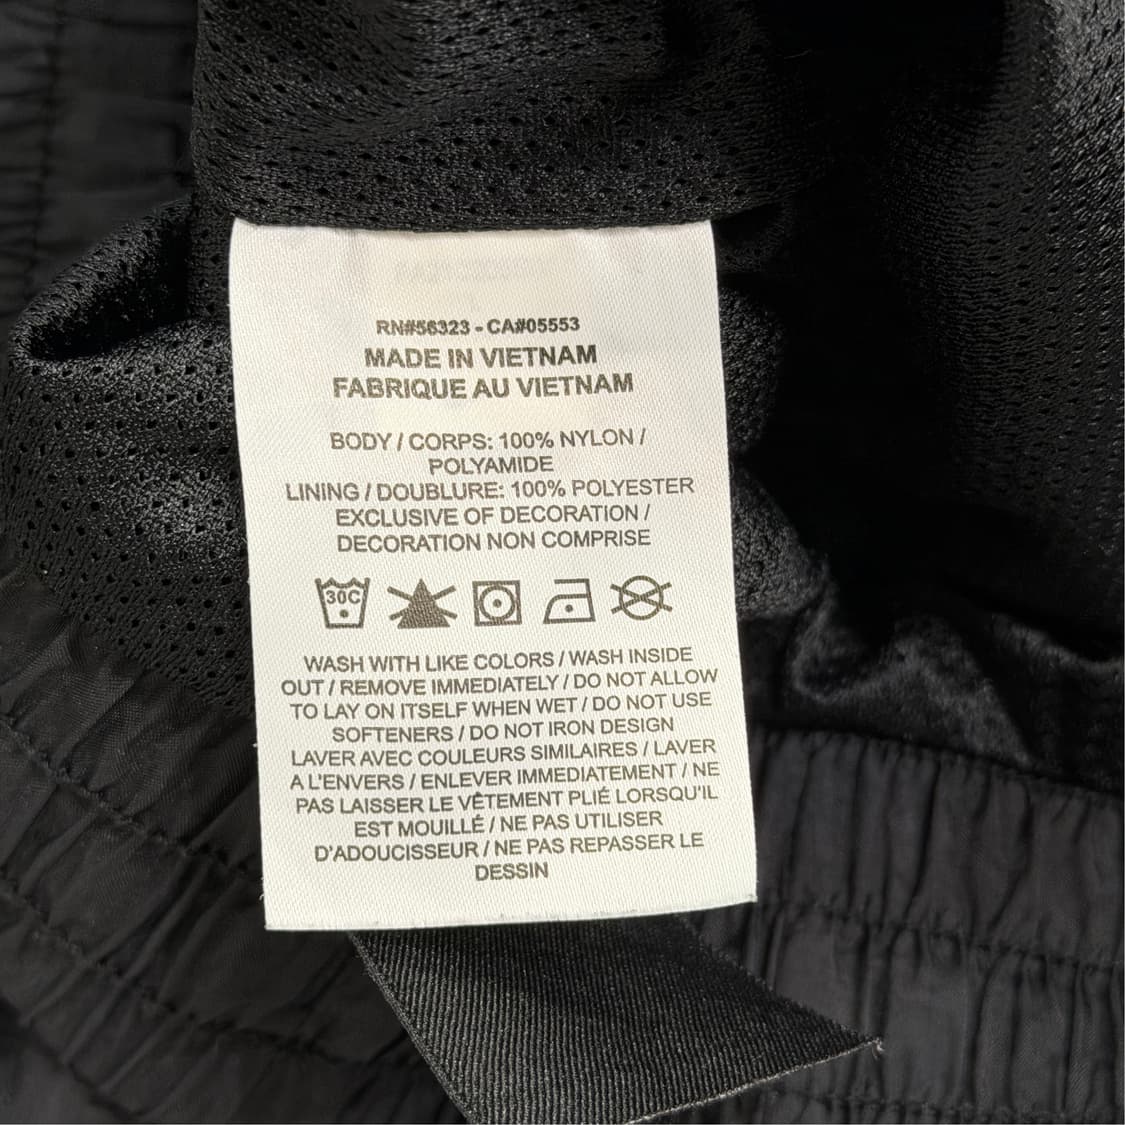 RN#56323 - CA#05553
MADE IN VIETNAM
FABRIQUE AU VIETNAM
BODY / CORPS: 100% NYLON /
POLYAMIDE
LINING / DOUBLURE: 100% POLYESTER
EXCLUSIVE OF DECORATION /
DECORATION NON COMPRISE
30C
WASH WITH LIKE COLORS / WASH INSIDE
OUT / REMOVE IMMEDIATELY / DO NOT ALLOW
TO LAY ON ITSELF WHEN WET / DO NOT USE
SOFTENERS / DO NOT IRON DESIGN
LAVER AVEC COULEURS SIMILAIRES / LAVER
A L'ENVERS / ENLEVER IMMEDIATEMENT / NE
PAS LAISSER LE VÊTEMENT PLIÉ LORSQU'IL
EST MOUILLÉ / NE PAS UTILISER
D'ADOUCISSEUR / NE PAS REPASSER LE
DESSIN